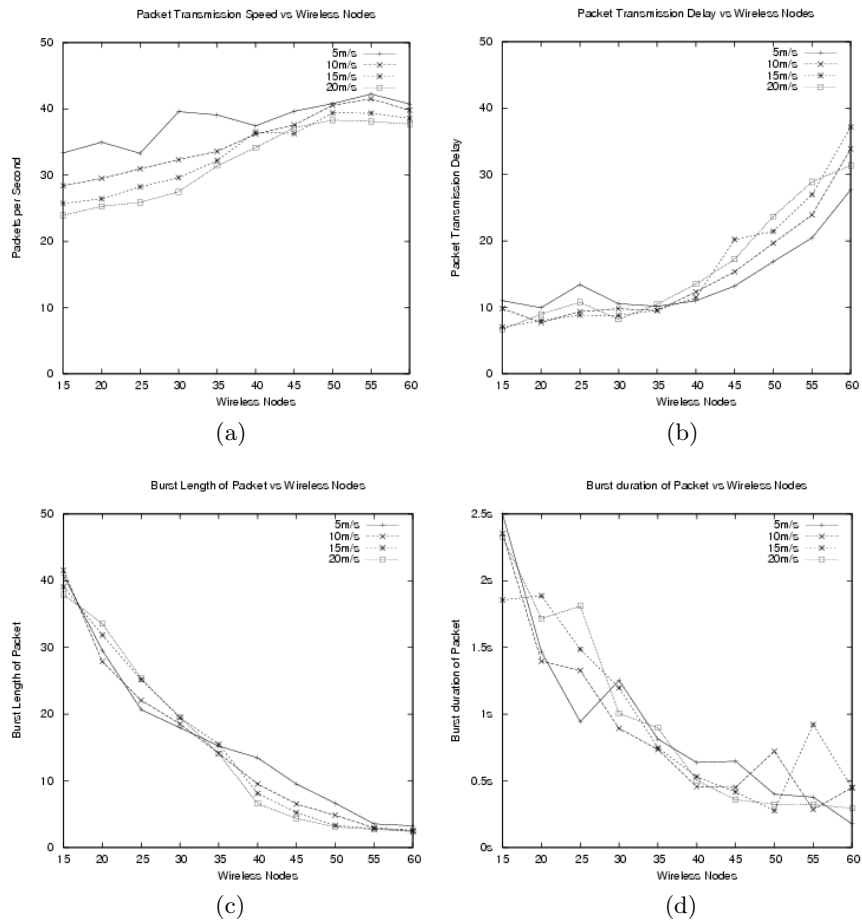 Packet Transmission Speed vs Wireless Nodes
50
40
30
20
10
0
Packets per Second
5m/s
10m/s
15m/s
20m/s
15 20 25 30 35 40 45 50 55 60
Wireless Nodes
(a)
Packet Transmission Delay vs Wireless Nodes
50
40
30
20
10
0
Packet Transmission Delay
5m/s
10m/s
15m/s
20m/s
15 20 25 30 35 40 45 50 55 60
Wireless Nodes
(b)
Burst Length of Packet vs Wireless Nodes
50
40
30
20
10
0
Burst Length of Packet
5m/s
10m/s
15m/s
20m/s
15 20 25 30 35 40 45 50 55 60
Wireless Nodes
(c)
Burst duration of Packet vs Wireless Nodes
2.5s
2s
1.5s
1s
0.5s
0s
Burst duration of Packet
5m/s
10m/s
15m/s
20m/s
15 20 25 30 35 40 45 50 55 60
Wireless Nodes
(d)